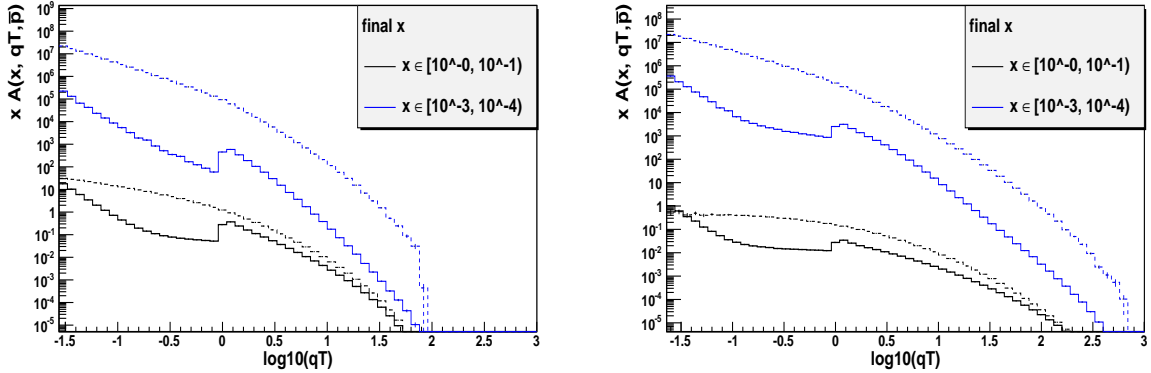 x A(x, qT,p̅)
10^9
10^8
10^7
10^6
10^5
10^4
10^3
10^2
10
1
10^-1
10^-2
10^-3
10^-4
10^-5
final x
x ∈ [10^-0, 10^-1)
x ∈ [10^-3, 10^-4)
-1.5 -1 -0.5 0 0.5 1 1.5 2 2.5 3
log10(qT)
x A(x, qT,p̅)
10^8
10^7
10^6
10^5
10^4
10^3
10^2
10
1
10^-1
10^-2
10^-3
10^-4
10^-5
final x
x ∈ [10^-0, 10^-1)
x ∈ [10^-3, 10^-4)
-1.5 -1 -0.5 0 0.5 1 1.5 2 2.5 3
log10(qT)